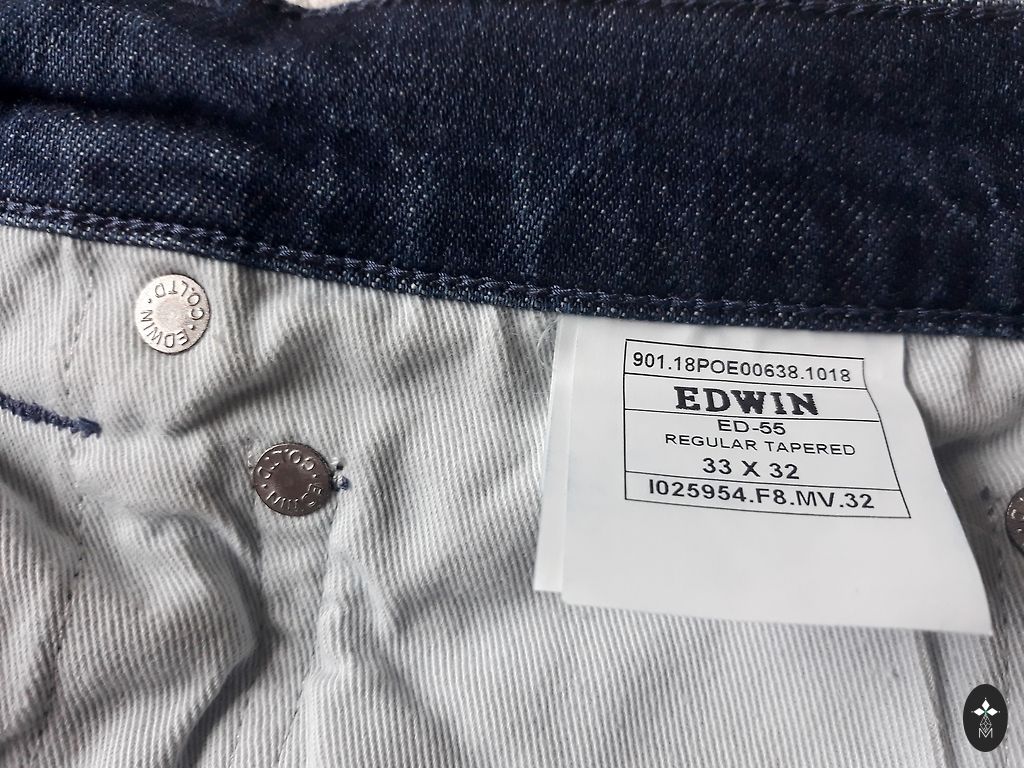 901.18POE00638.1018
EDWIN
ED-55
REGULAR TAPERED
33 X 32
I025954.F8.MV.32
EDWIN CO.LTD.
EDWIN CO.LTD.
M